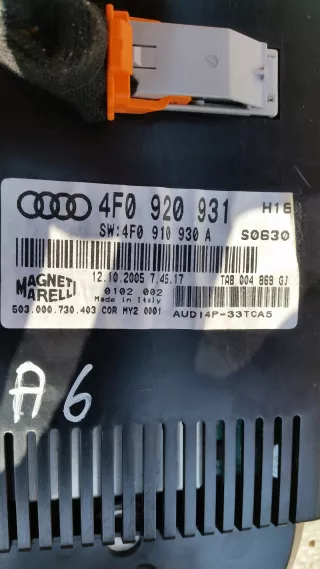 4F0 920 931 H16
SW:4F0 910 930 A S0630
MAGNETI MARELLI
12.10.2005 7.45.17 TAB 004 869 GJ
0102 002
Made in Italy
503.000.730.403 COR MY2 0001 AUDI4P-33TCA5
A6